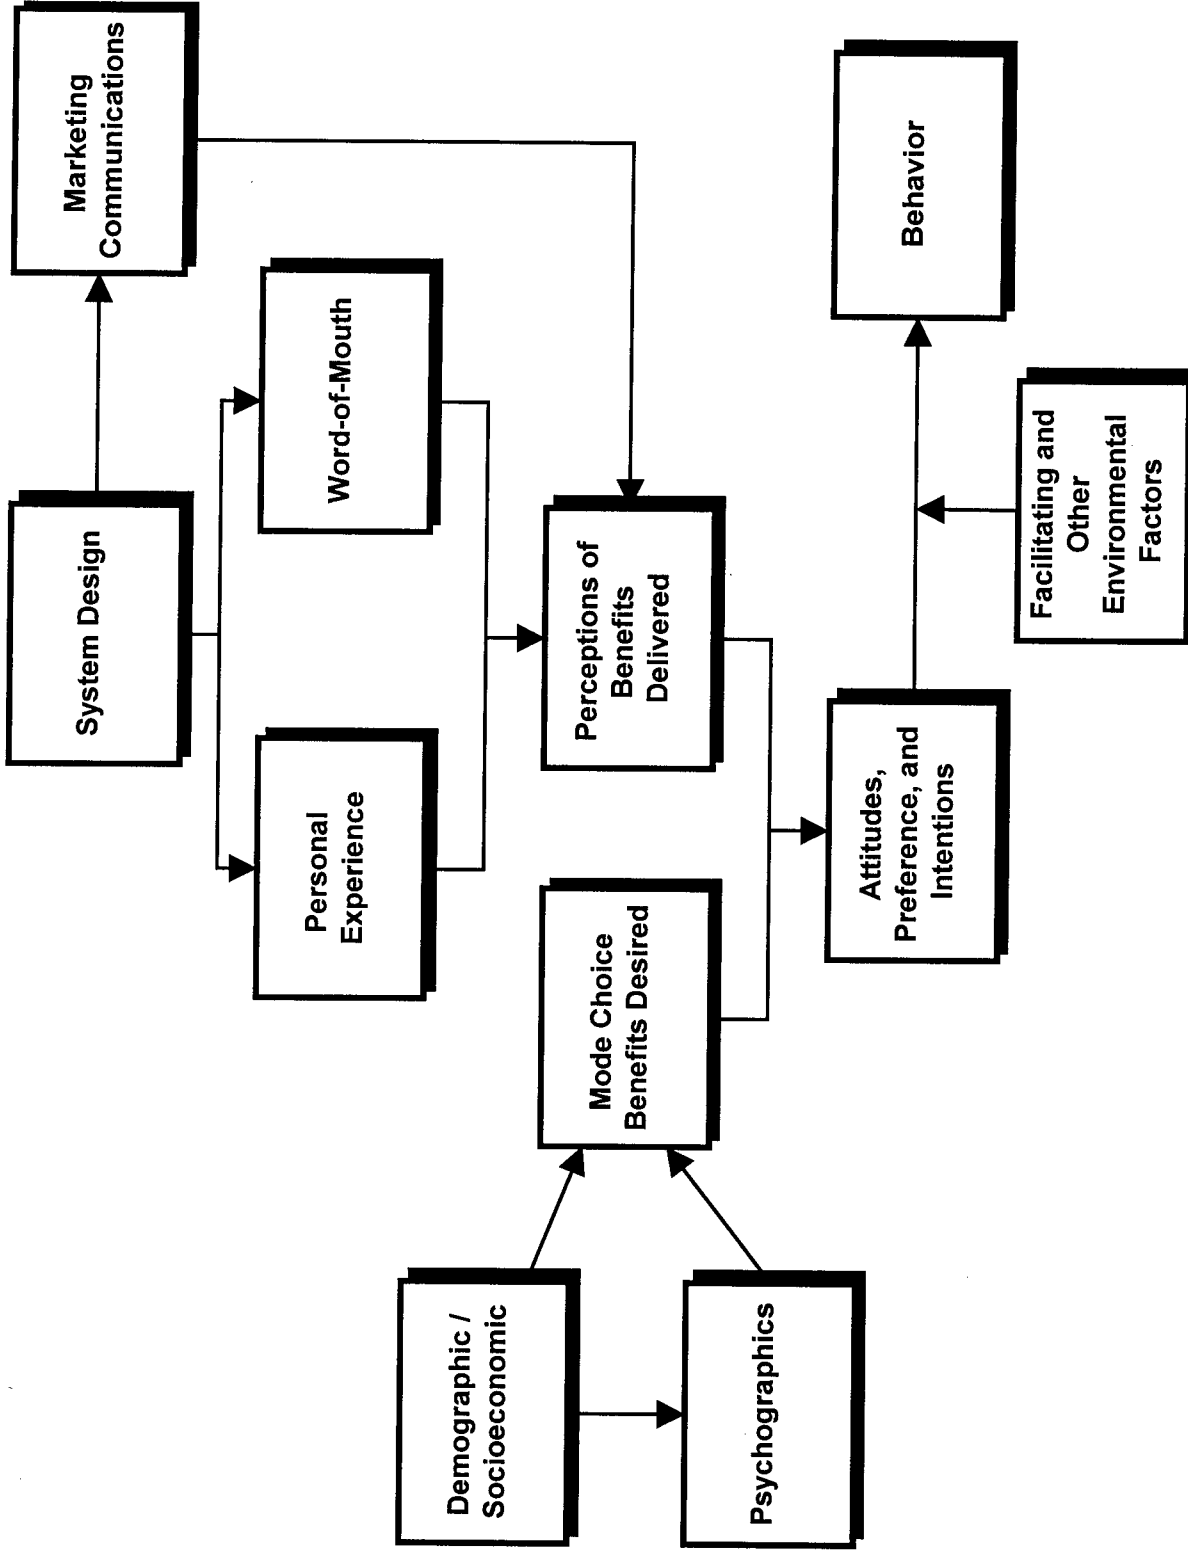 System Design
Marketing
Communications
Personal
Experience
Word-of-Mouth
Demographic /
Socioeconomic
Mode Choice
Benefits Desired
Perceptions of
Benefits
Delivered
Psychographics
Attitudes,
Preference, and
Intentions
Behavior
Facilitating and
Other
Environmental
Factors